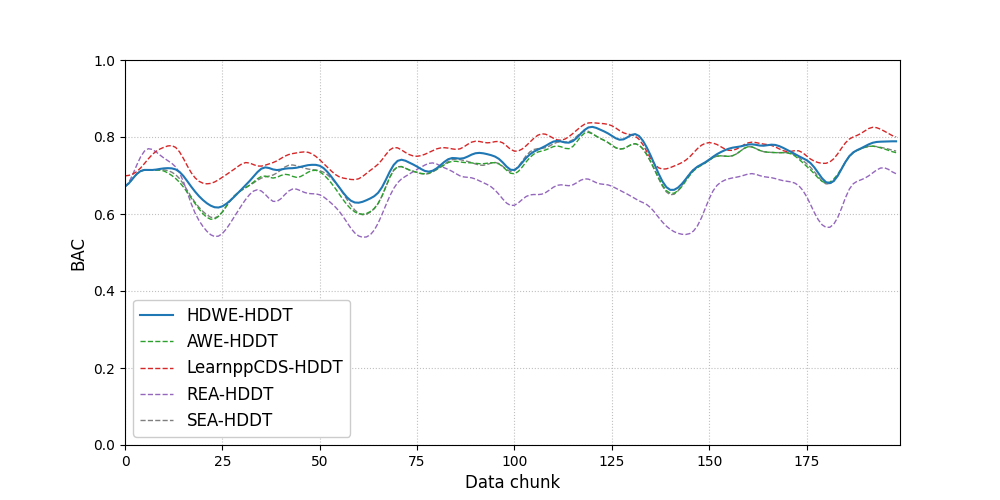 1.0
0.8
0.6
0.4
0.2
0.0
BAC
HDWE-HDDT
AWE-HDDT
LearnppCDS-HDDT
REA-HDDT
SEA-HDDT
0 25 50 75 100 125 150 175
Data chunk